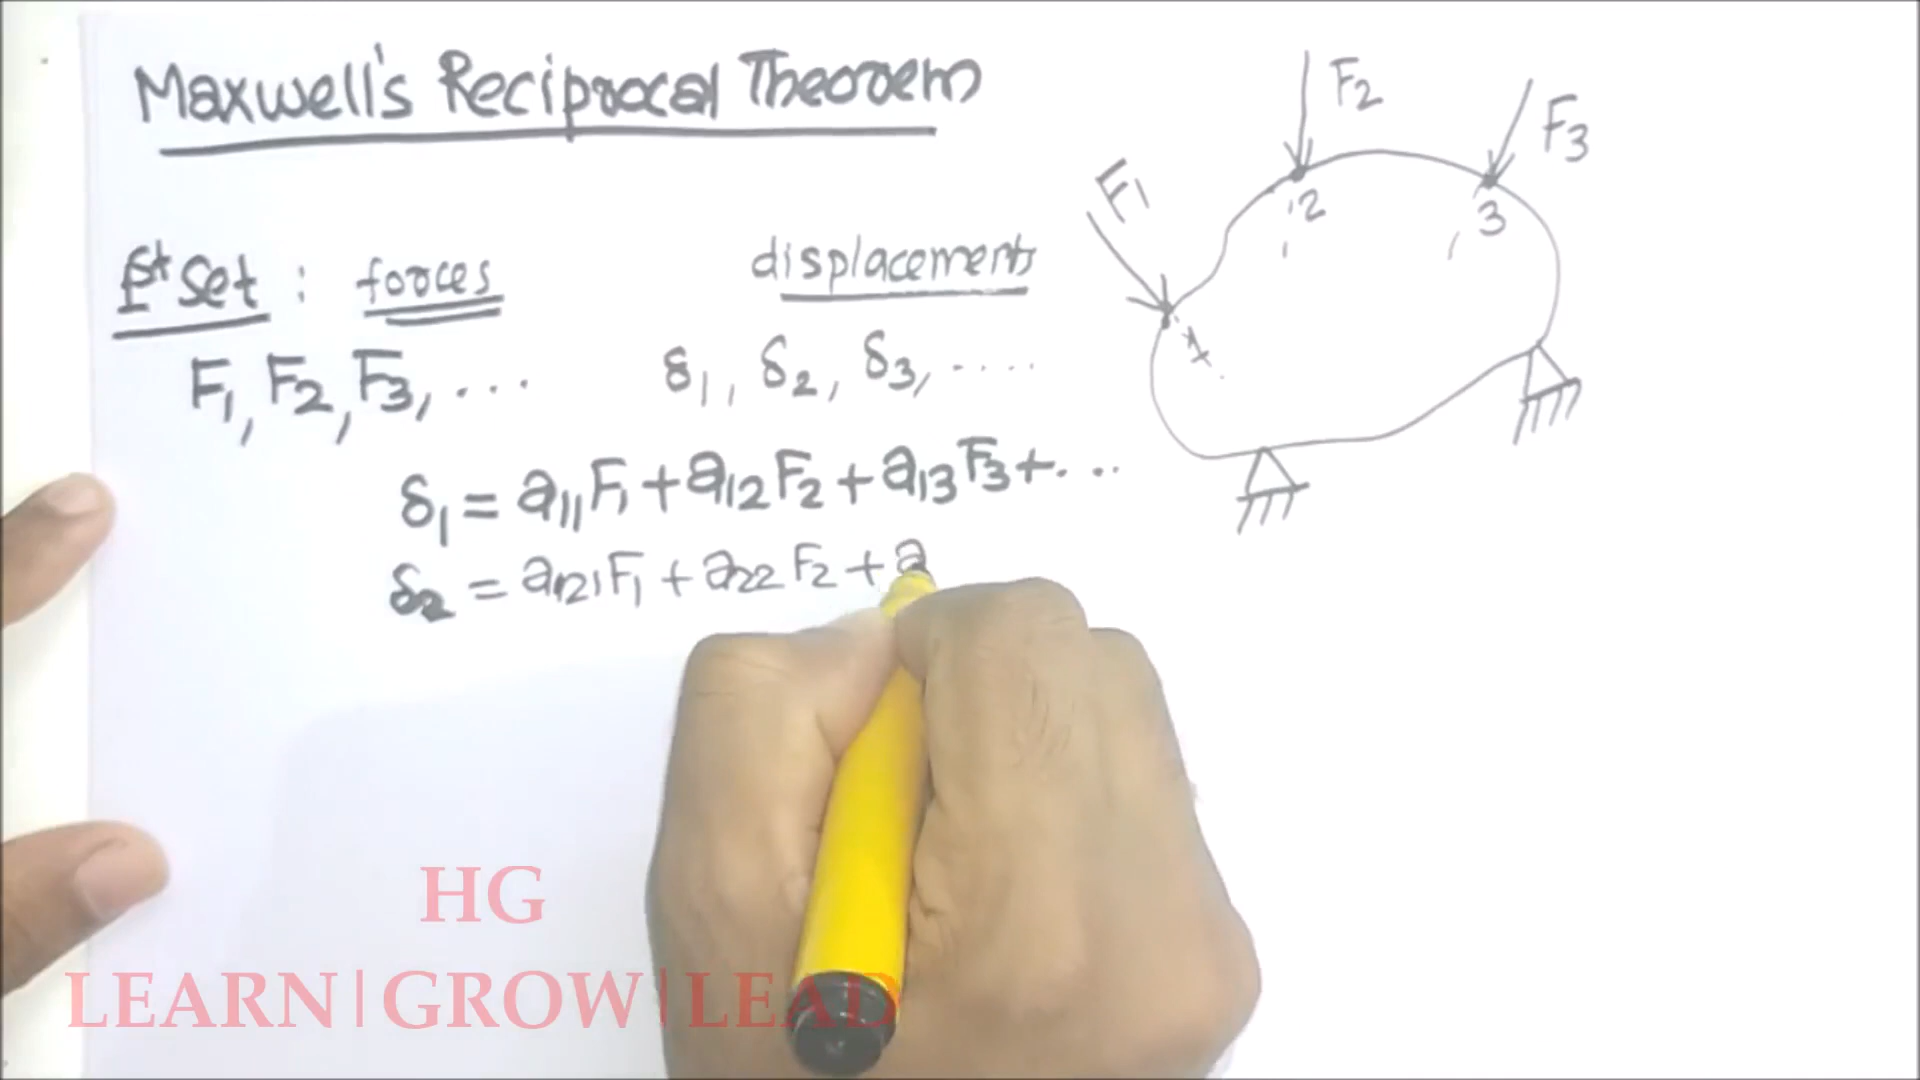 Maxwell's Reciprocal Theorem
Ist Set : forces displacements
F1, F2, F3, ... δ1, δ2, δ3, ....
δ1 = a11F1 + a12F2 + a13F3 + ...
δ2 = a21F1 + a22F2 + a
F1
F2
F3
1
2
3
HG
LEARN|GROW|LEAD